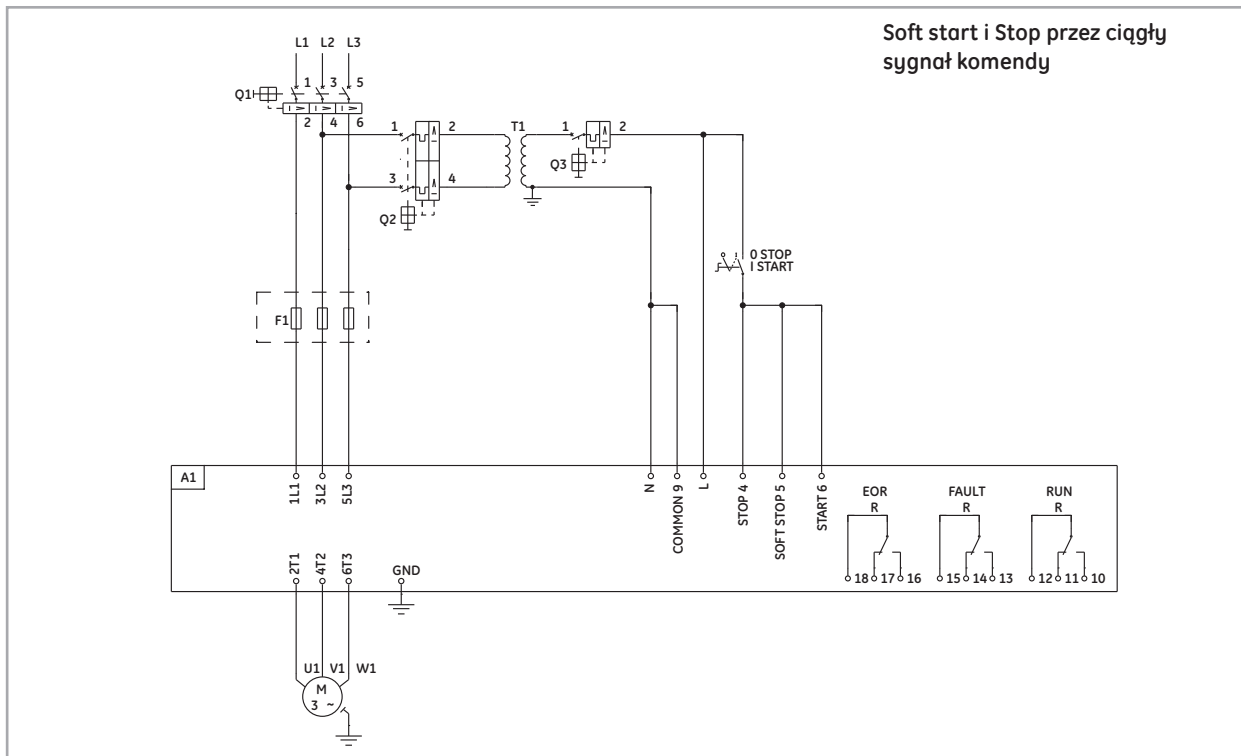 Soft start i Stop przez ciągły
sygnał komendy
L1 L2 L3
1 3 5
Q1
2 4 6
1 2 T1 1 2
Q3
3 4
Q2
0 STOP
I START
F1
A1
1L1
3L2
5L3
N
COMMON 9
L
STOP 4
SOFT STOP 5
START 6
EOR FAULT RUN
R R R
18 17 16 15 14 13 12 11 10
2T1
4T2
6T3
GND
U1 V1 W1
M
3 ~